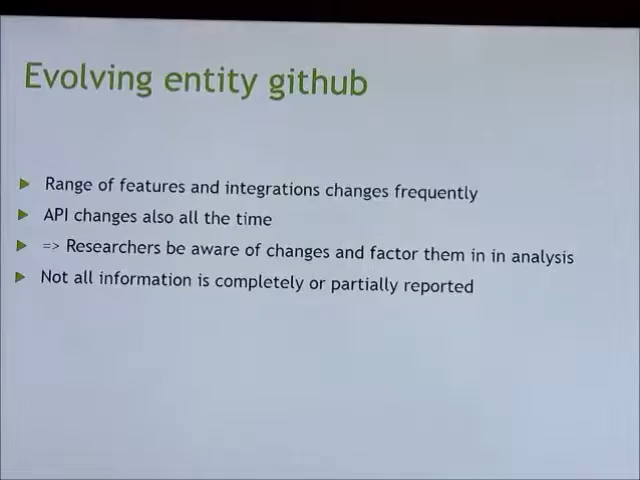 Evolving entity github
Range of features and integrations changes frequently
API changes also all the time
=> Researchers be aware of changes and factor them in in analysis
Not all information is completely or partially reported